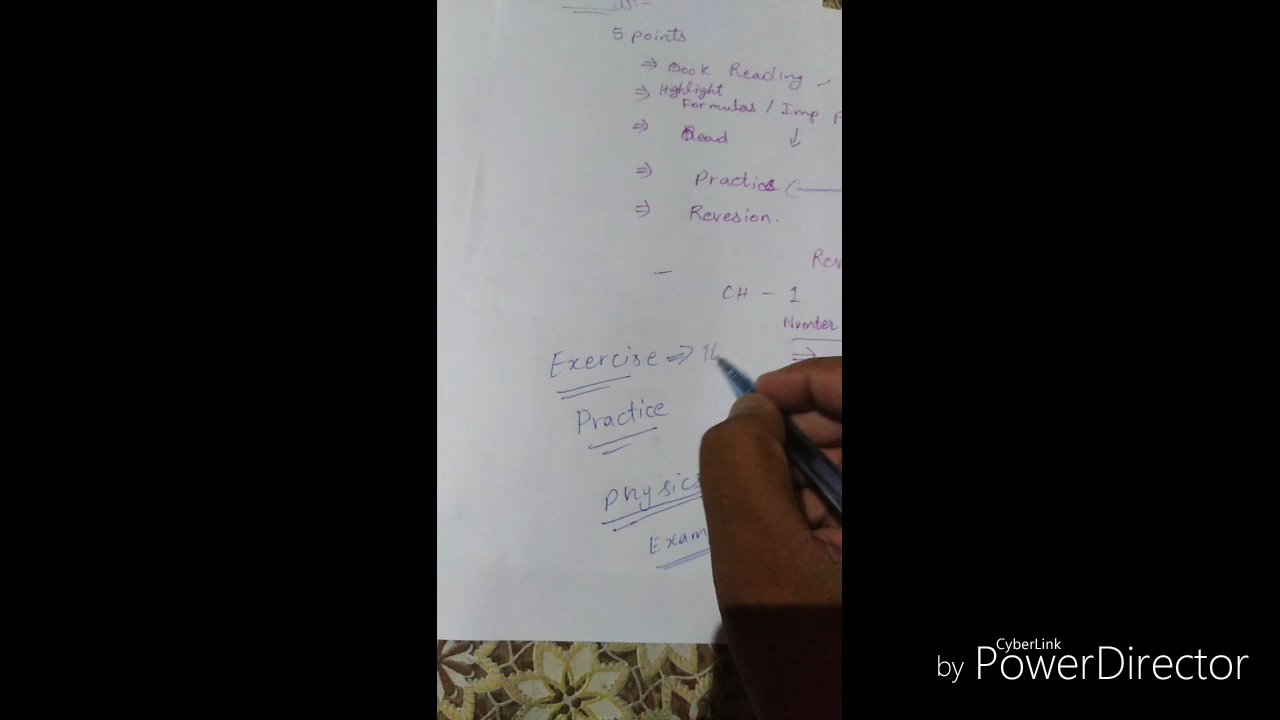 5 points
⇒ Book Reading
⇒ Highlight
Formulas / Imp
⇒ Read ↓
⇒ Practice
⇒ Revesion.
CH - 1
Number
Exercise ⇒
Practice
Physics
Exam
CyberLink
by PowerDirector